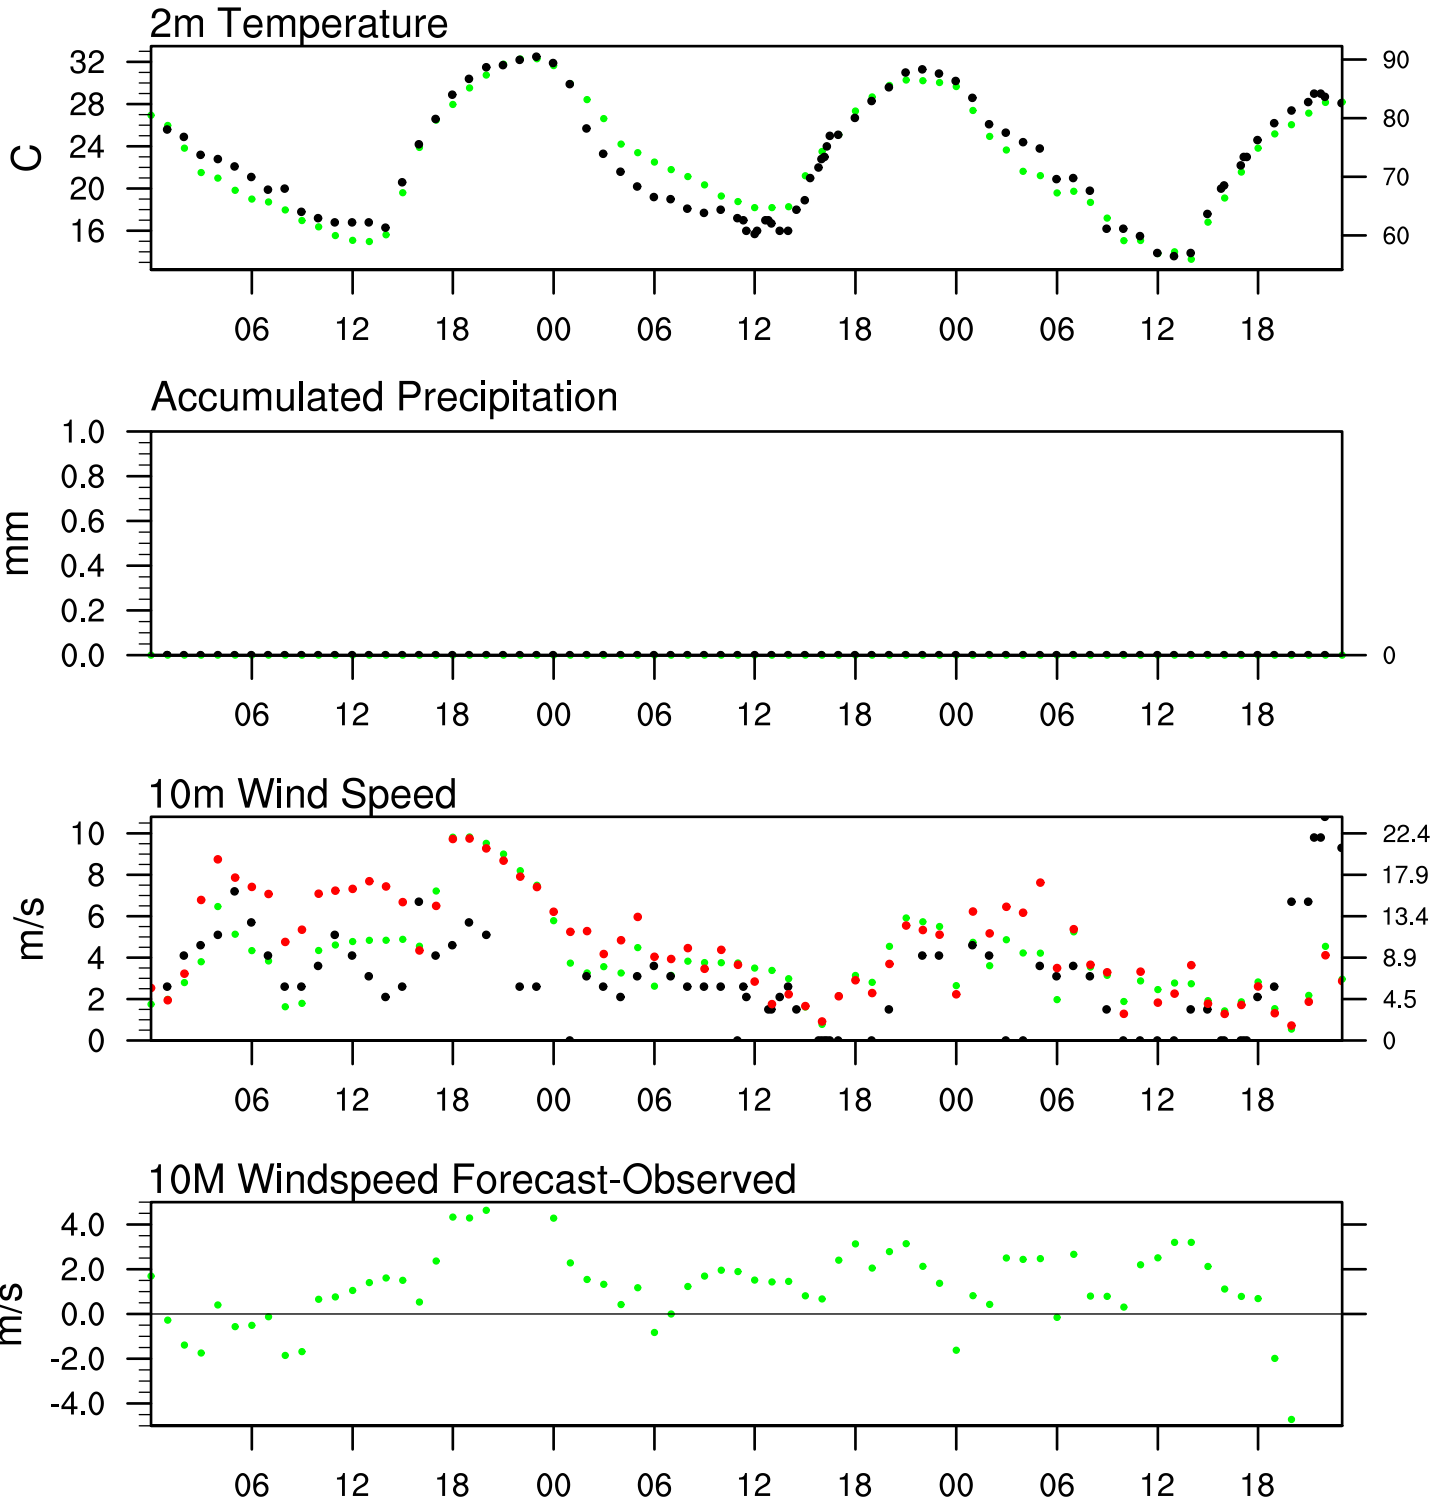 2m Temperature
C
32
28
24
20
16
90
80
70
60
06 12 18 00 06 12 18 00 06 12 18
Accumulated Precipitation
mm
1.0
0.8
0.6
0.4
0.2
0.0
0
06 12 18 00 06 12 18 00 06 12 18
10m Wind Speed
m/s
10
8
6
4
2
0
22.4
17.9
13.4
8.9
4.5
0
06 12 18 00 06 12 18 00 06 12 18
10M Windspeed Forecast-Observed
m/s
4.0
2.0
0.0
-2.0
-4.0
06 12 18 00 06 12 18 00 06 12 18